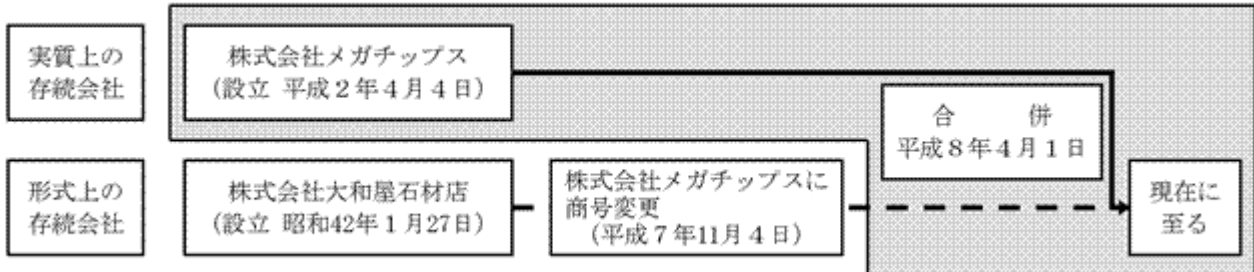 実質上の
存続会社
株式会社メガチップス
(設立 平成2年4月4日)
合 併
平成8年4月1日
形式上の
存続会社
株式会社大和屋石材店
(設立 昭和42年1月27日)
株式会社メガチップスに
商号変更
(平成7年11月4日)
現在に
至る